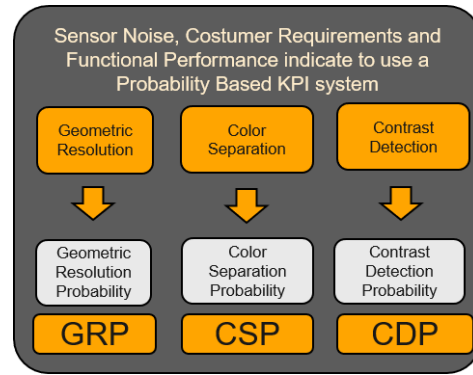 Sensor Noise, Costumer Requirements and
Functional Performance indicate to use a
Probability Based KPI system
Geometric
Resolution
Color
Separation
Contrast
Detection
Geometric
Resolution
Probability
Color
Separation
Probability
Contrast
Detection
Probability
GRP
CSP
CDP